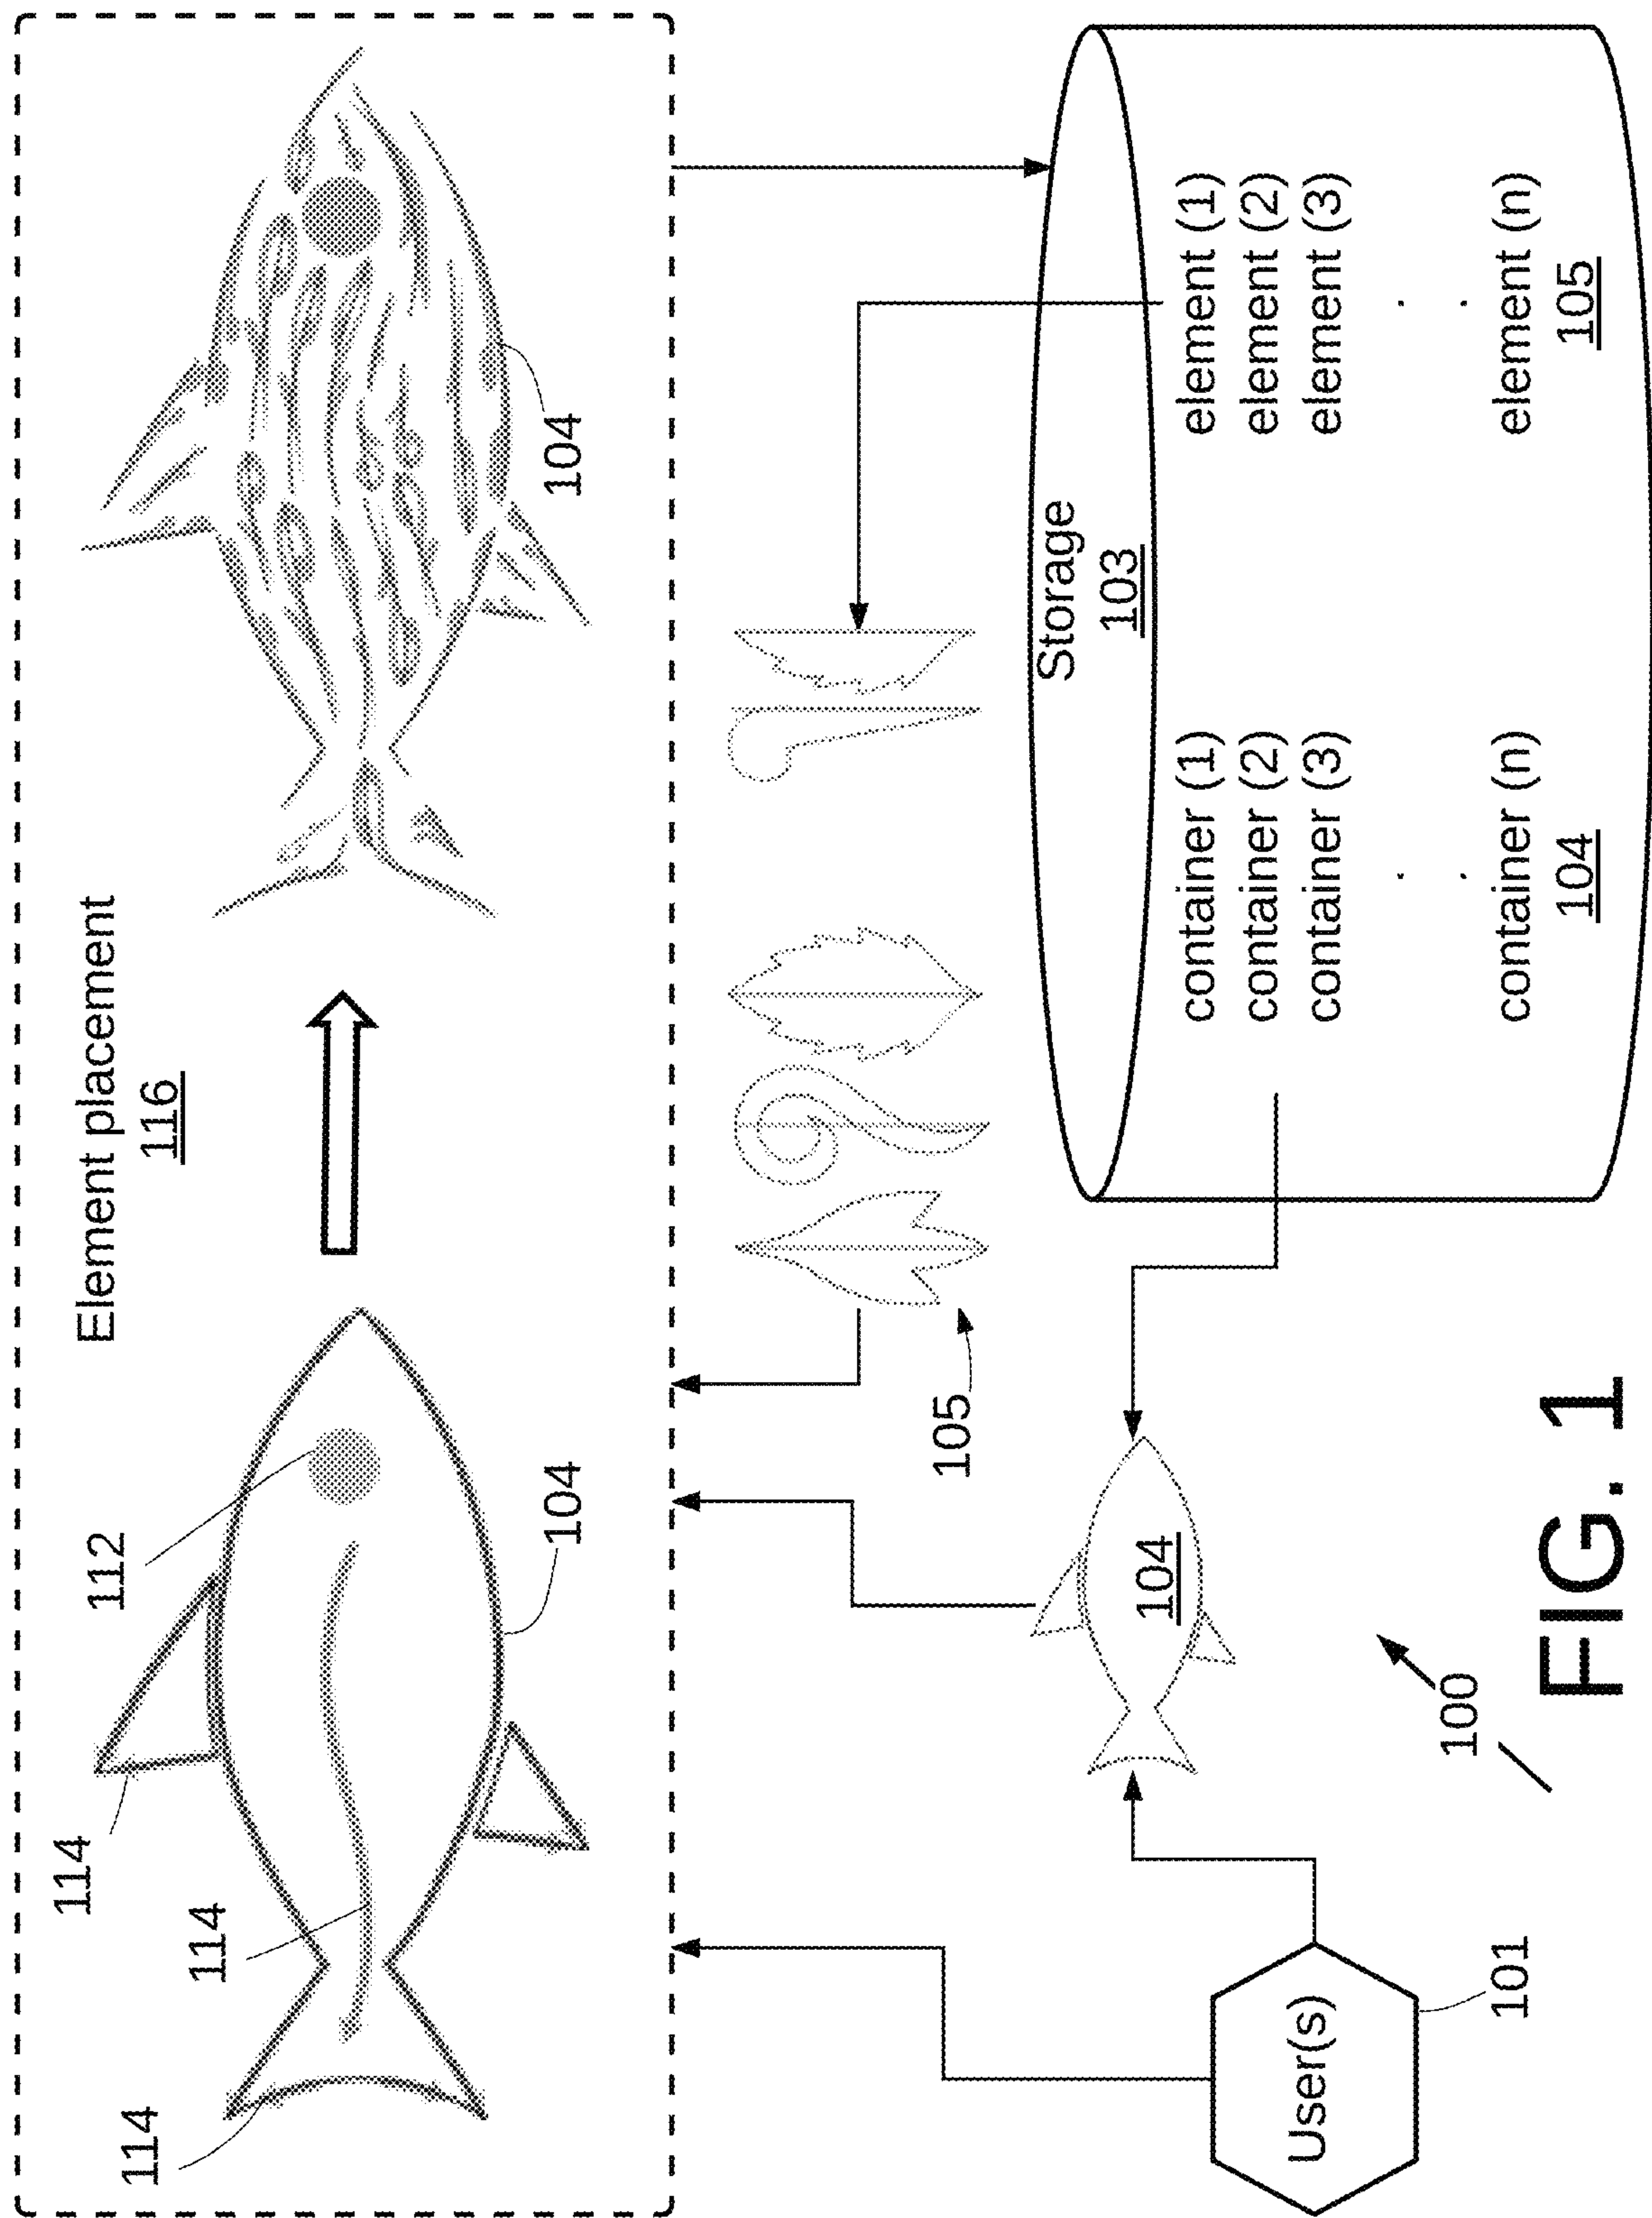 Element placement
116
114
114
114
112
104
104
105
104
Storage
103
container (1)
container (2)
container (3)
.
.
container (n)
104
element (1)
element (2)
element (3)
.
.
element (n)
105
User(s)
101
100
FIG. 1